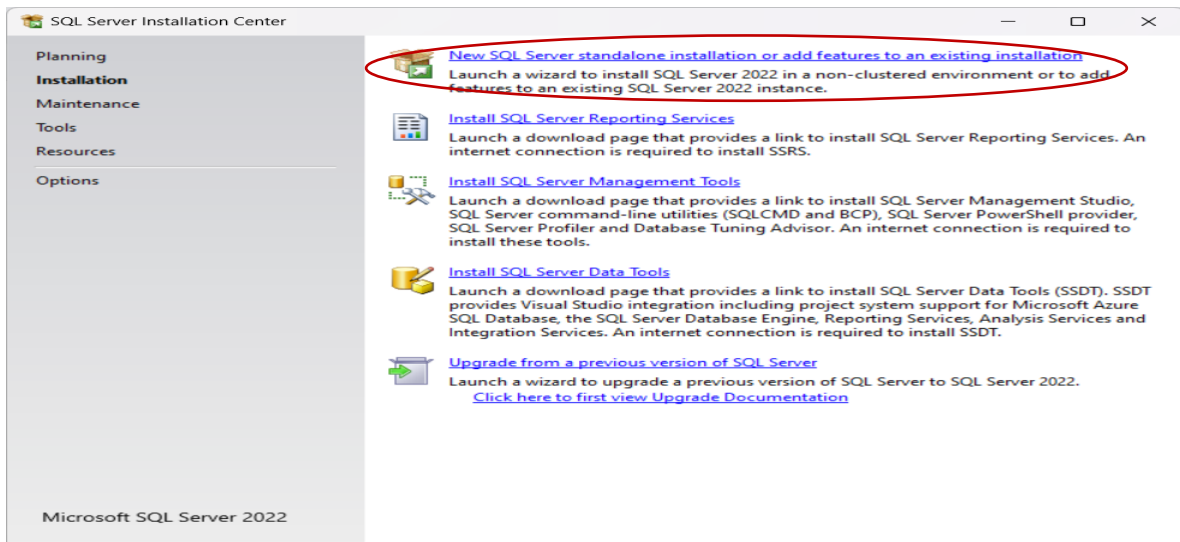 SQL Server Installation Center
Planning
Installation
Maintenance
Tools
Resources
Options
Microsoft SQL Server 2022
New SQL Server standalone installation or add features to an existing installation
Launch a wizard to install SQL Server 2022 in a non-clustered environment or to add
features to an existing SQL Server 2022 instance.
Install SQL Server Reporting Services
Launch a download page that provides a link to install SQL Server Reporting Services. An
internet connection is required to install SSRS.
Install SQL Server Management Tools
Launch a download page that provides a link to install SQL Server Management Studio,
SQL Server command-line utilities (SQLCMD and BCP), SQL Server PowerShell provider,
SQL Server Profiler and Database Tuning Advisor. An internet connection is required to
install these tools.
Install SQL Server Data Tools
Launch a download page that provides a link to install SQL Server Data Tools (SSDT). SSDT
provides Visual Studio integration including project system support for Microsoft Azure
SQL Database, the SQL Server Database Engine, Reporting Services, Analysis Services and
Integration Services. An internet connection is required to install SSDT.
Upgrade from a previous version of SQL Server
Launch a wizard to upgrade a previous version of SQL Server to SQL Server 2022.
Click here to first view Upgrade Documentation